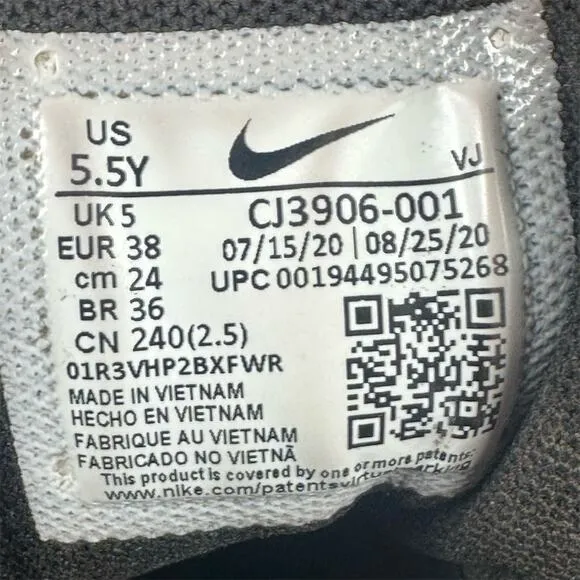 US
5.5Y
VJ
UK 5
CJ3906-001
EUR 38
07/15/20 | 08/25/20
cm 24
UPC 00194495075268
BR 36
CN 240(2.5)
01R3VHP2BXFWR
MADE IN VIETNAM
HECHO EN VIETNAM
FABRIQUE AU VIETNAM
FABRICADO NO VIETNÃ
This product is covered by one or more patents:
www.nike.com/patentsvirtualmarking